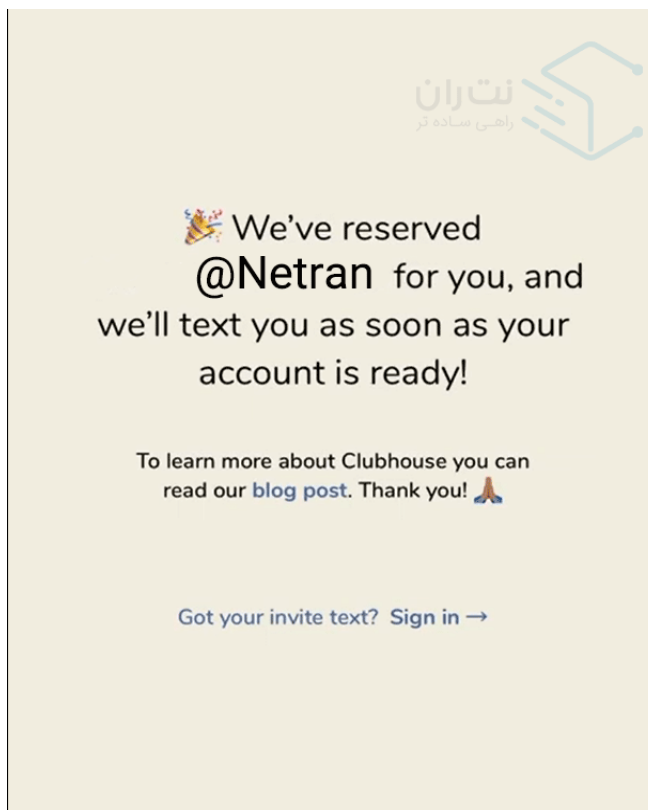 نت‌ران
راهی ساده تر
🎉 We’ve reserved
@Netran for you, and
we’ll text you as soon as your
account is ready!
To learn more about Clubhouse you can
read our blog post. Thank you! 🙏🏽
Got your invite text? Sign in →